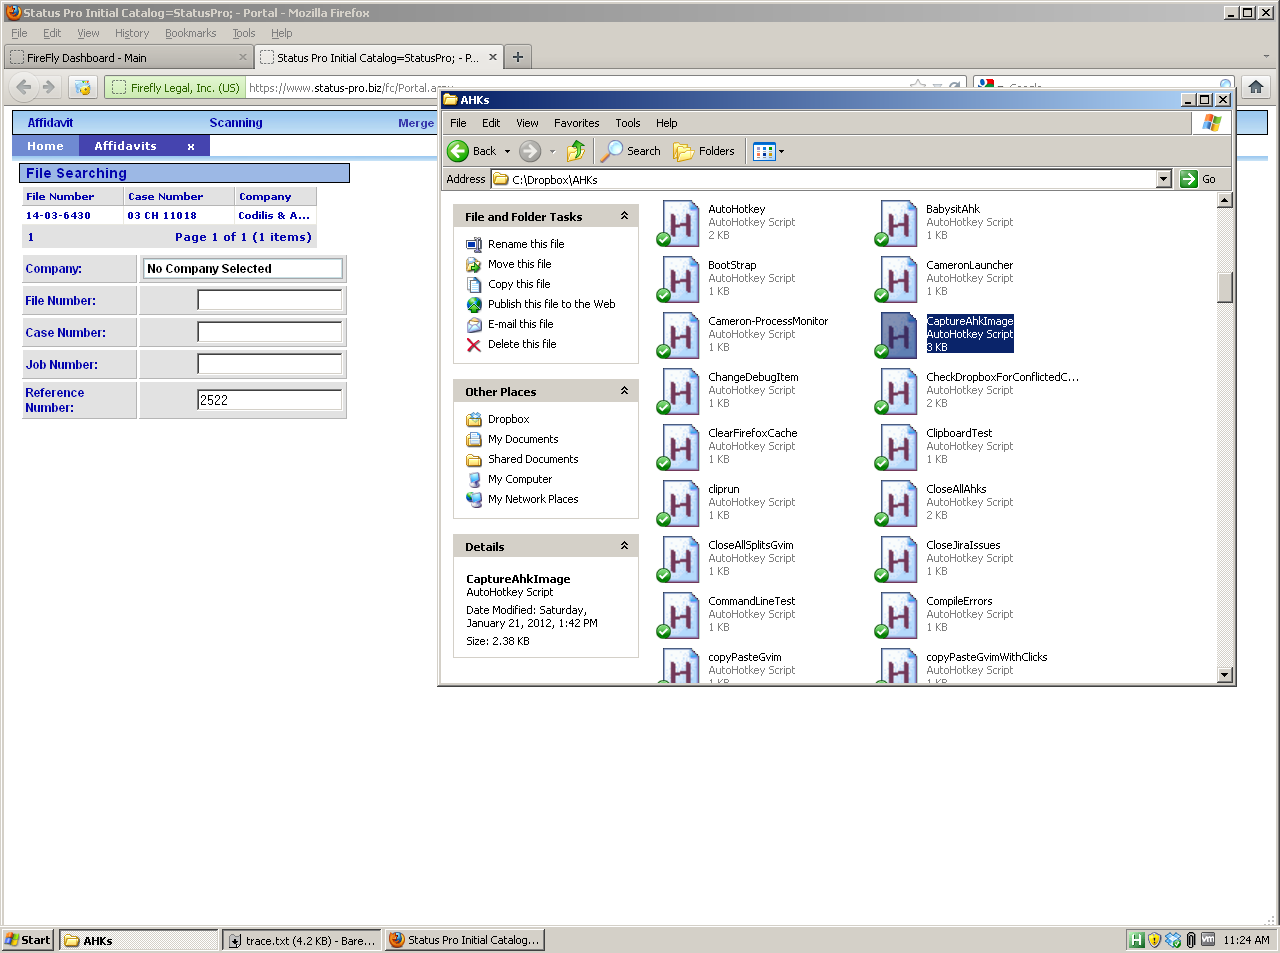 Status Pro Initial Catalog=StatusPro; - Portal - Mozilla Firefox
File Edit View History Bookmarks Tools Help
FireFly Dashboard - Main
Status Pro Initial Catalog=StatusPro; - P...
Firefly Legal, Inc. (US)
https://www.status-pro.biz/fc/Portal.aspx
Google
Affidavit Scanning Merge
Home Affidavits x
File Searching
File Number Case Number Company
14-03-6430 03 CH 11018 Codilis & A...
1 Page 1 of 1 (1 items)
Company: No Company Selected
File Number:
Case Number:
Job Number:
Reference Number: 2522
AHKs
File Edit View Favorites Tools Help
Back Search Folders
Address C:\Dropbox\AHKs Go
File and Folder Tasks
Rename this file
Move this file
Copy this file
Publish this file to the Web
E-mail this file
Delete this file
Other Places
Dropbox
My Documents
Shared Documents
My Computer
My Network Places
Details
CaptureAhkImage
AutoHotkey Script
Date Modified: Saturday,
January 21, 2012, 1:42 PM
Size: 2.38 KB
AutoHotkey
AutoHotkey Script
2 KB
BabysitAhk
AutoHotkey Script
1 KB
BootStrap
AutoHotkey Script
1 KB
CameronLauncher
AutoHotkey Script
1 KB
Cameron-ProcessMonitor
AutoHotkey Script
1 KB
CaptureAhkImage
AutoHotkey Script
3 KB
ChangeDebugItem
AutoHotkey Script
1 KB
CheckDropboxForConflictedC...
AutoHotkey Script
2 KB
ClearFirefoxCache
AutoHotkey Script
1 KB
ClipboardTest
AutoHotkey Script
1 KB
cliprun
AutoHotkey Script
1 KB
CloseAllAhks
AutoHotkey Script
2 KB
CloseAllSplitsGvim
AutoHotkey Script
1 KB
CloseJiraIssues
AutoHotkey Script
1 KB
CommandLineTest
AutoHotkey Script
1 KB
CompileErrors
AutoHotkey Script
1 KB
copyPasteGvim
AutoHotkey Script
1 KB
copyPasteGvimWithClicks
AutoHotkey Script
1 KB
Start
AHKs
trace.txt (4.2 KB) - Bare...
Status Pro Initial Catalog...
11:24 AM